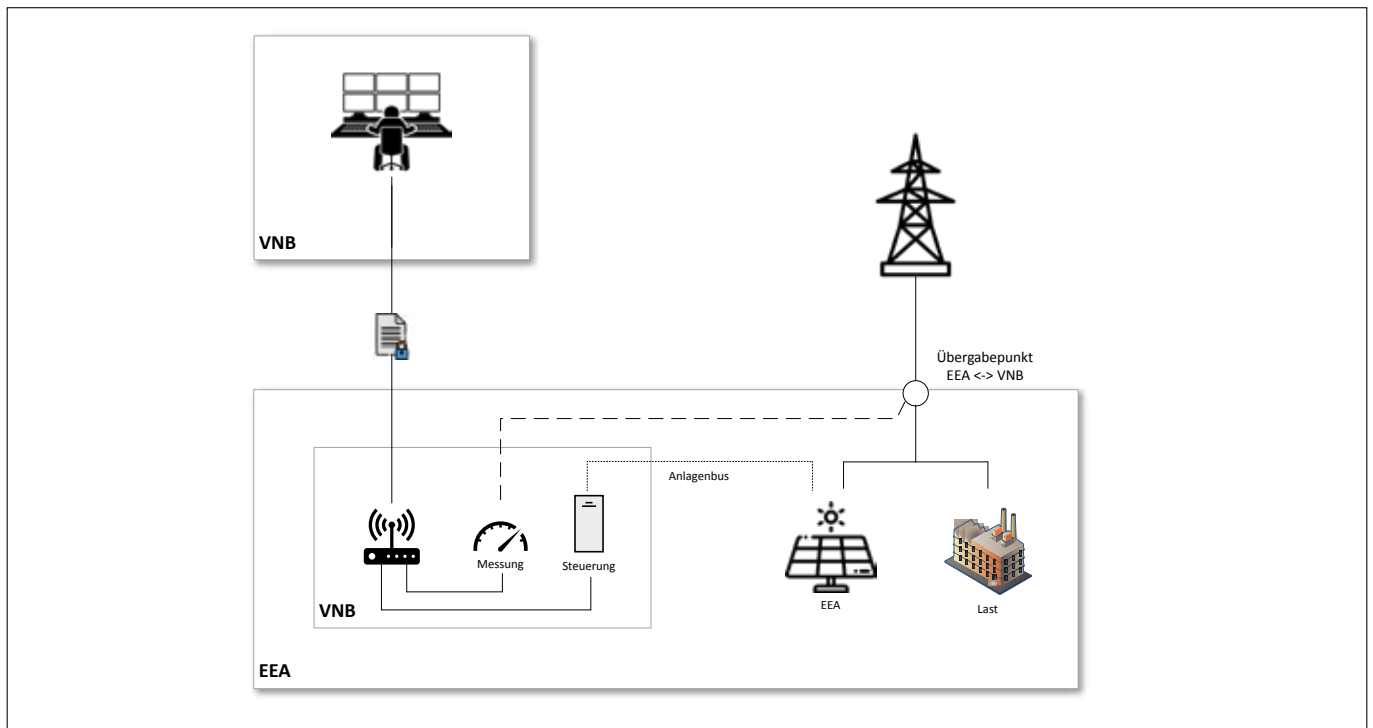 VNB
Übergabepunkt
EEA <-> VNB
Anlagenbus
Messung
Steuerung
VNB
EEA
Last
EEA